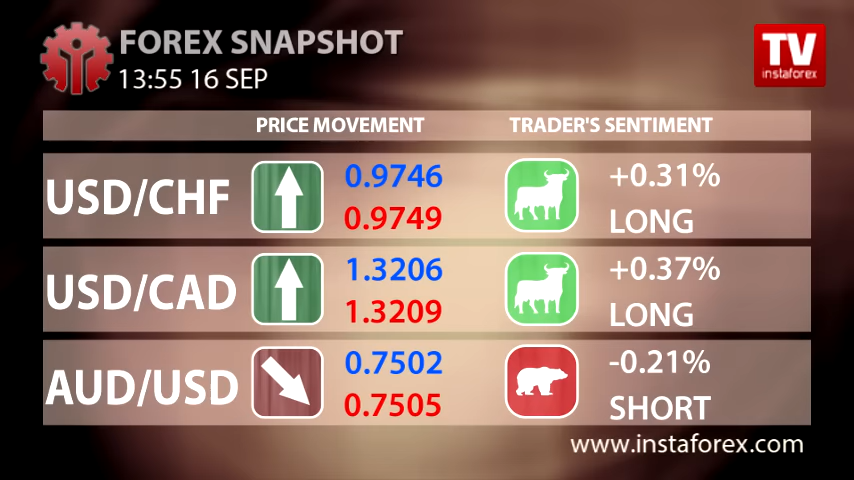 FOREX SNAPSHOT
13:55 16 SEP
TV
instaforex
PRICE MOVEMENT TRADER'S SENTIMENT
USD/CHF
0.9746
0.9749
+0.31%
LONG
USD/CAD
1.3206
1.3209
+0.37%
LONG
AUD/USD
0.7502
0.7505
-0.21%
SHORT
www.instaforex.com